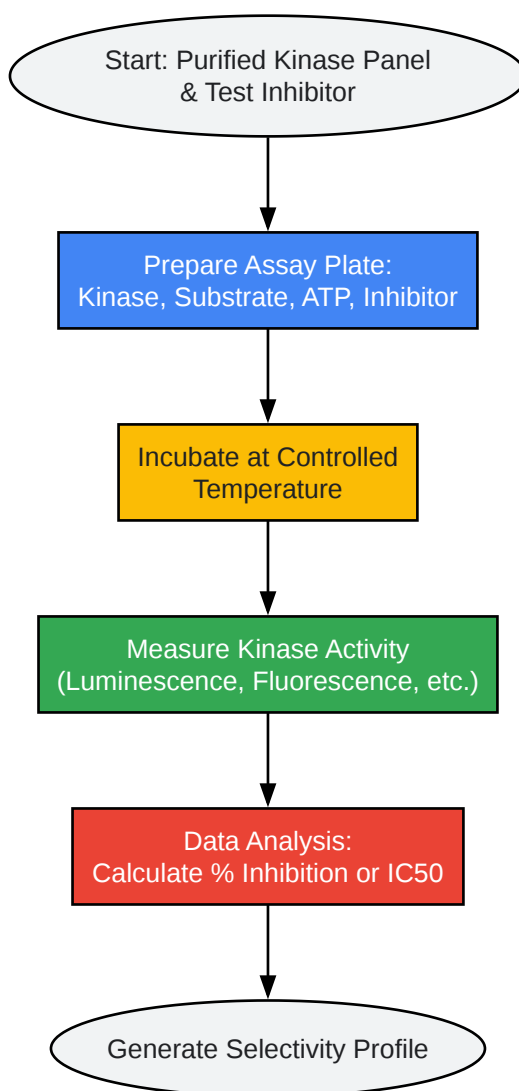 Start: Purified Kinase Panel
& Test Inhibitor
Prepare Assay Plate:
Kinase, Substrate, ATP, Inhibitor
Incubate at Controlled
Temperature
Measure Kinase Activity
(Luminescence, Fluorescence, etc.)
Data Analysis:
Calculate % Inhibition or IC50
Generate Selectivity Profile